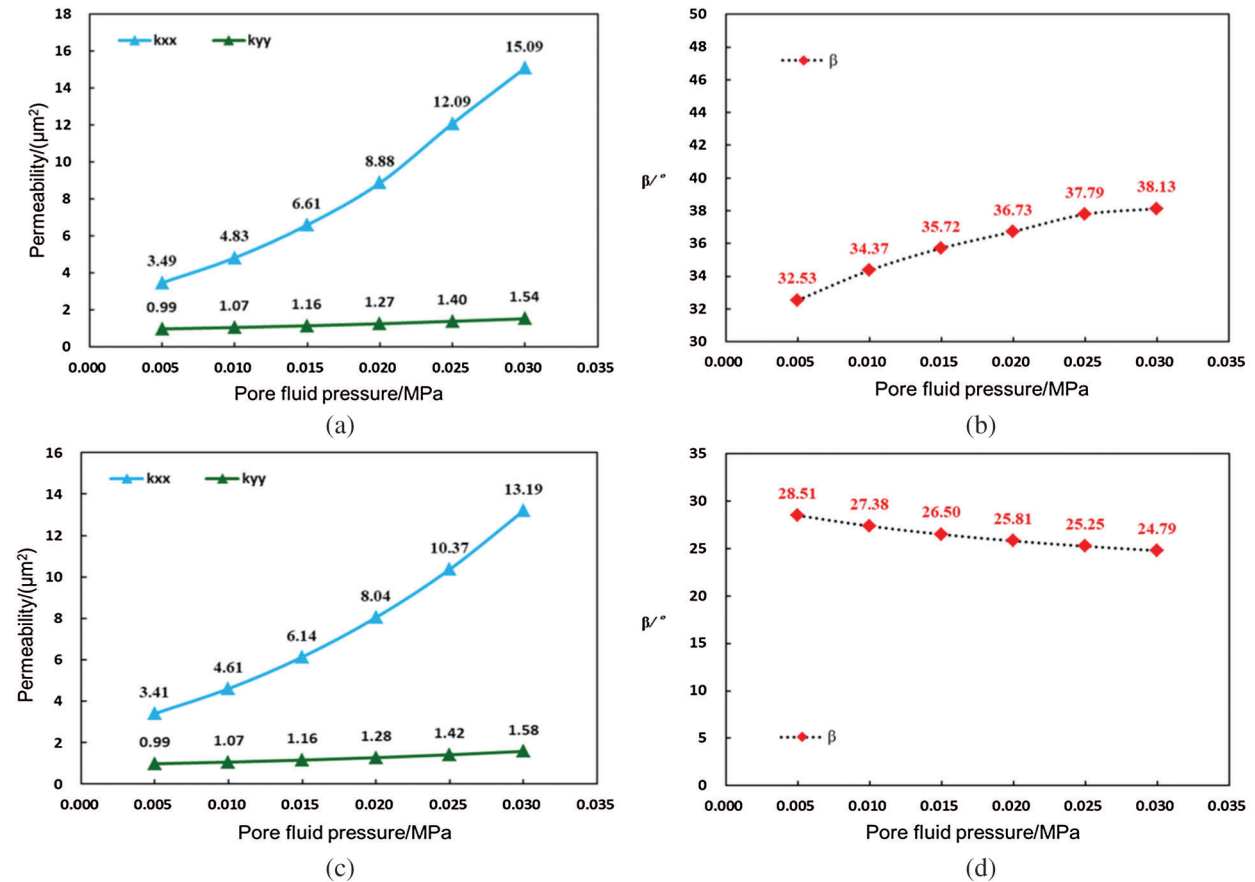 18
16
14
12
10
8
6
4
2
0
Permeability/(μm²)
kxx kyy
3.49 4.83 6.61 8.88 12.09 15.09
0.99 1.07 1.16 1.27 1.40 1.54
0.000 0.005 0.010 0.015 0.020 0.025 0.030 0.035
Pore fluid pressure/MPa
(a)
50
48
46
44
42
40
38
36
34
32
30
β/°
β
32.53 34.37 35.72 36.73 37.79 38.13
0.000 0.005 0.010 0.015 0.020 0.025 0.030 0.035
Pore fluid pressure/MPa
(b)
16
14
12
10
8
6
4
2
0
Permeability/(μm²)
kxx kyy
3.41 4.61 6.14 8.04 10.37 13.19
0.99 1.07 1.16 1.28 1.42 1.58
0.000 0.005 0.010 0.015 0.020 0.025 0.030 0.035
Pore fluid pressure/MPa
(c)
35
30
25
20
15
10
5
0
β/°
28.51 27.38 26.50 25.81 25.25 24.79
β
0.000 0.005 0.010 0.015 0.020 0.025 0.030 0.035
Pore fluid pressure/MPa
(d)